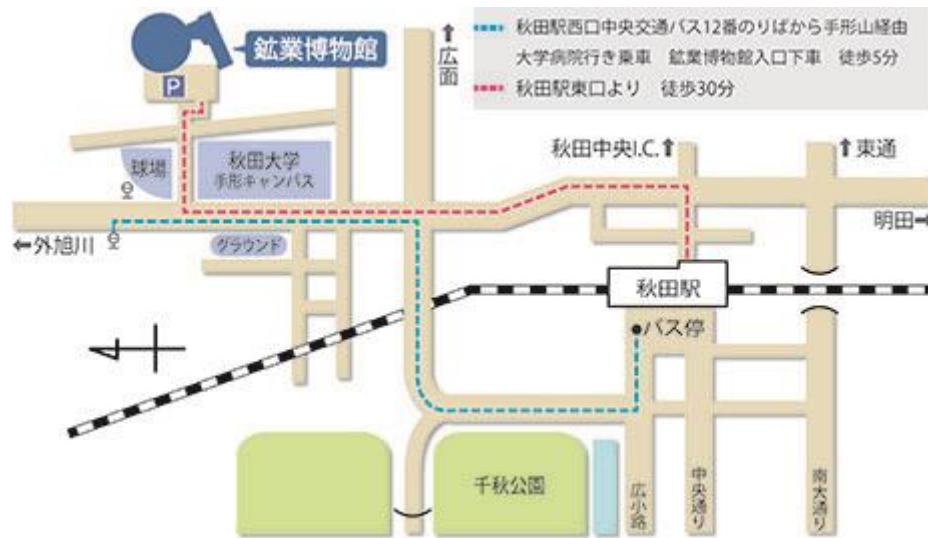 秋田駅西口中央交通バス12番のりばから手形山経由
大学病院行き乗車 鉱業博物館入口下車 徒歩5分
秋田駅東口より 徒歩30分
鉱業博物館
P
↑広面
球場
秋田大学
手形キャンパス
秋田中央I.C.↑
↑東通
明田→
←外旭川
グラウンド
秋田駅
バス停
千秋公園
広小路
中央通り
南大通り